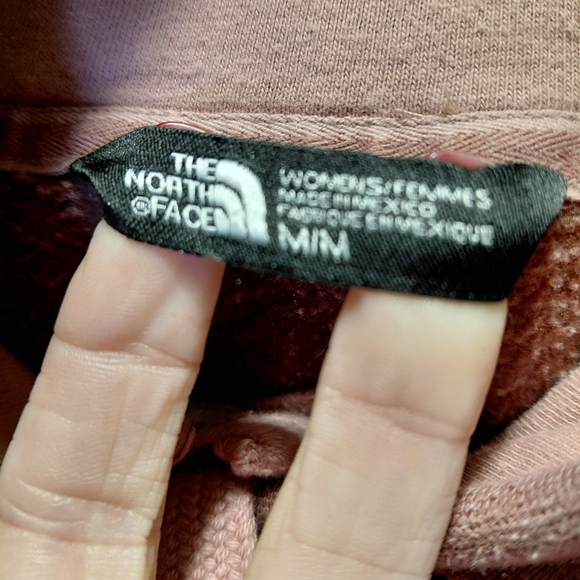 THE
NORTH
®FACE
WOMENS/FEMMES
MADE IN MEXICO
FABRIQUE EN MEXIQUE
M/M